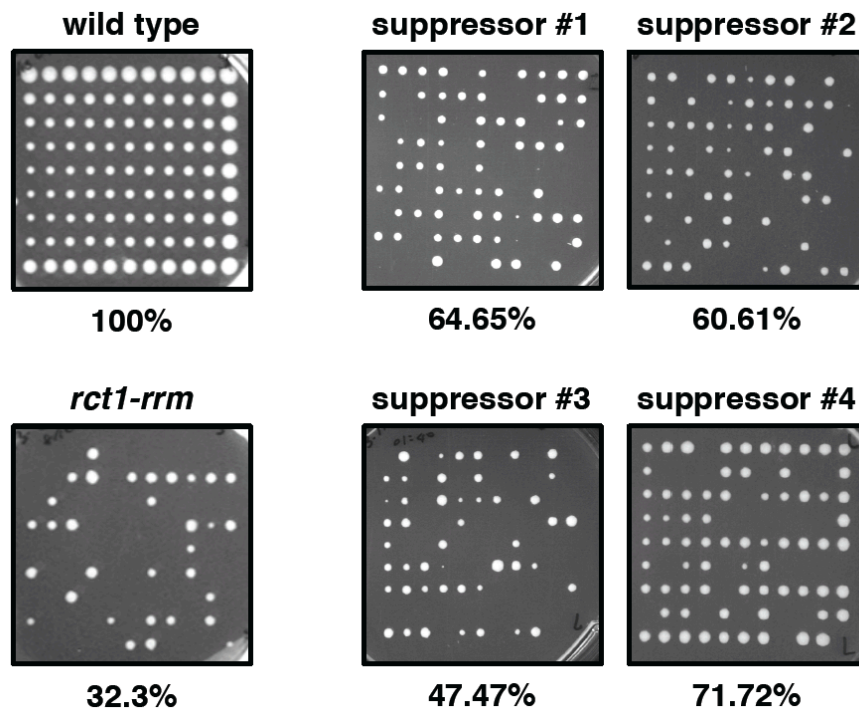 wild type
suppressor #1
suppressor #2
100%
64.65%
60.61%
rct1-rrm
suppressor #3
suppressor #4
L
L
32.3%
47.47%
71.72%